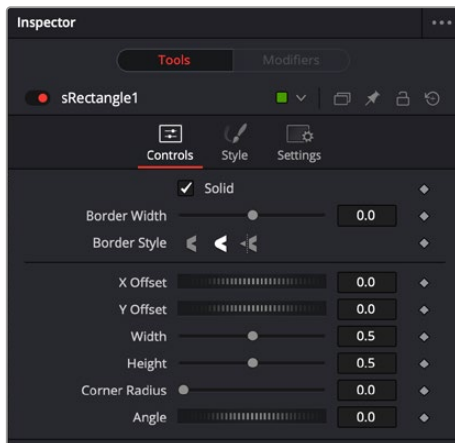 Inspector
Tools Modifiers
sRectangle1
Controls Style Settings
Solid
Border Width 0.0
Border Style
X Offset 0.0
Y Offset 0.0
Width 0.5
Height 0.5
Corner Radius 0.0
Angle 0.0